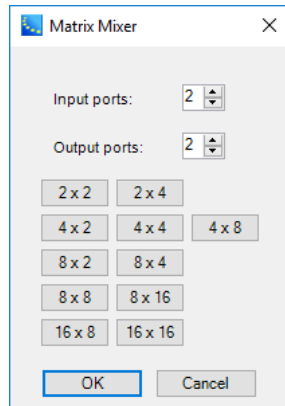 Matrix Mixer
Input ports: 2
Output ports: 2
2 x 2 2 x 4
4 x 2 4 x 4 4 x 8
8 x 2 8 x 4
8 x 8 8 x 16
16 x 8 16 x 16
OK Cancel